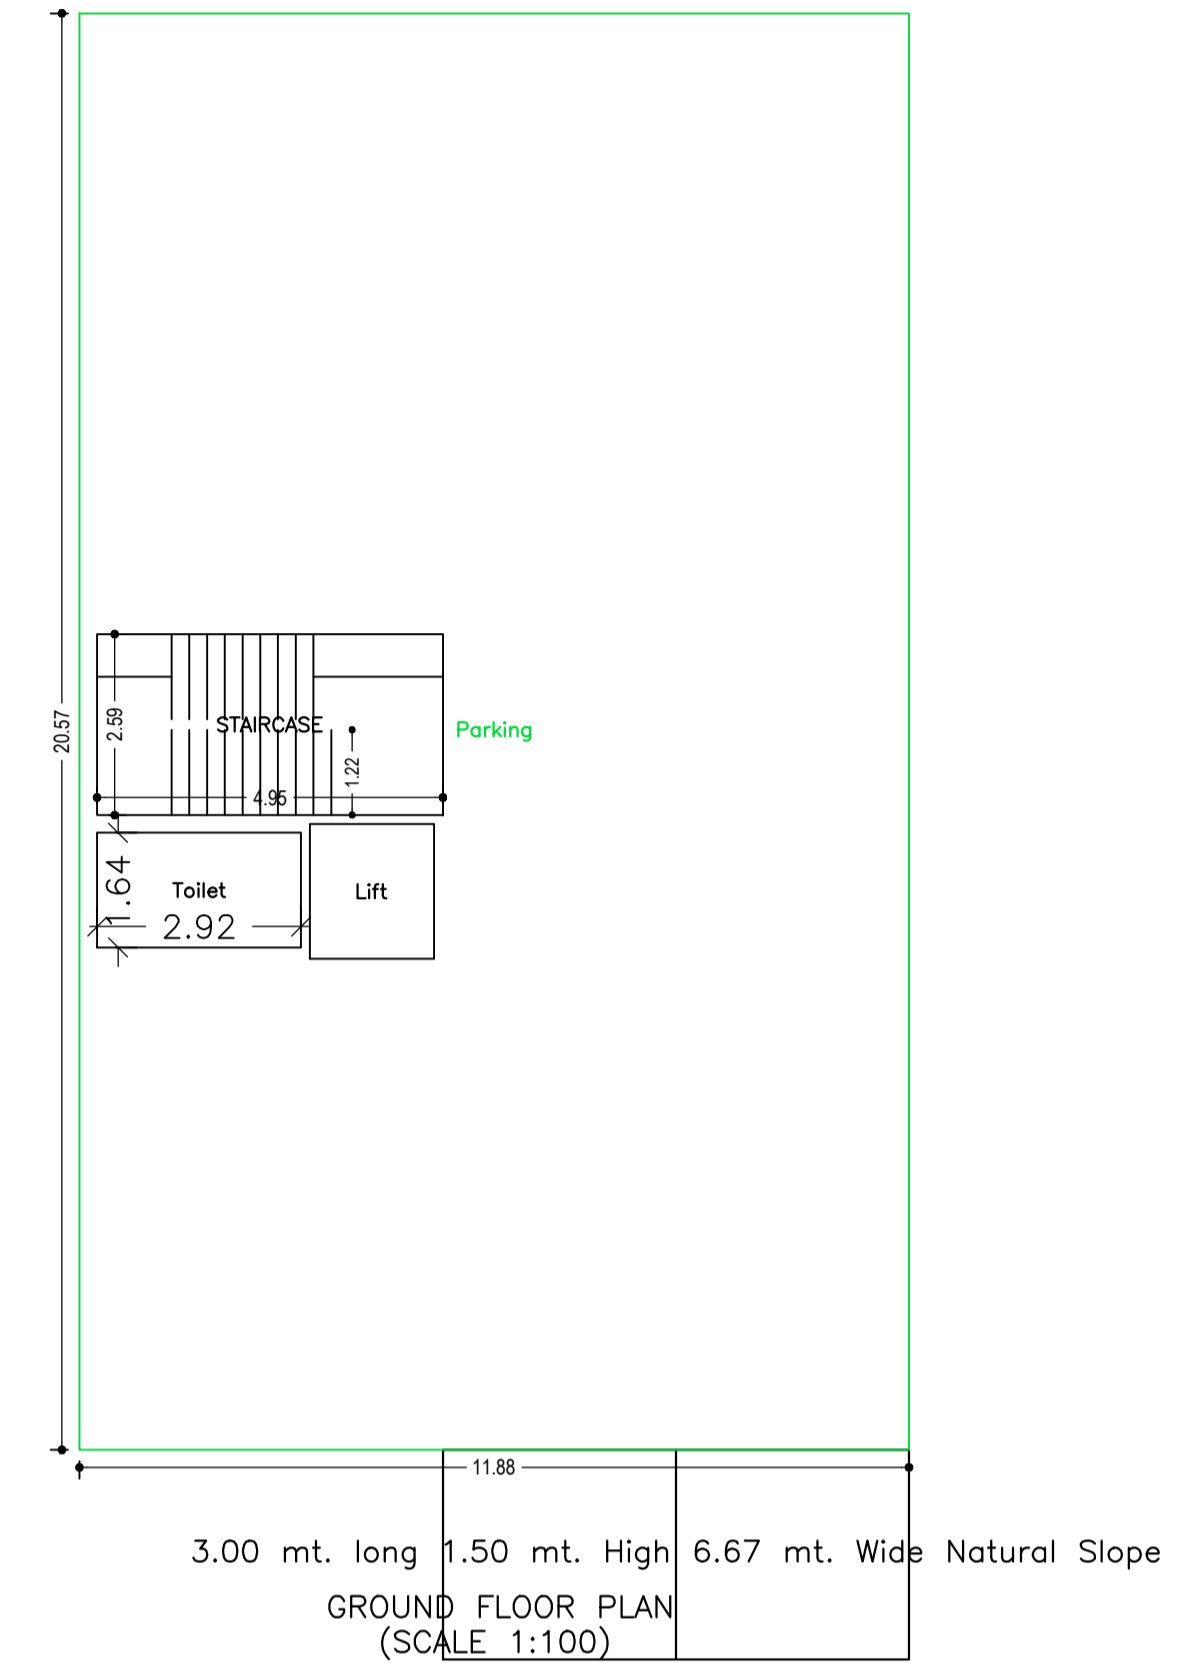 20.57
2.59
STAIRCASE
Parking
1.22
4.95
1.64
Toilet
Lift
2.92
11.88
3.00 mt. long 1.50 mt. High 6.67 mt. Wide Natural Slope
GROUND FLOOR PLAN
(SCALE 1:100)